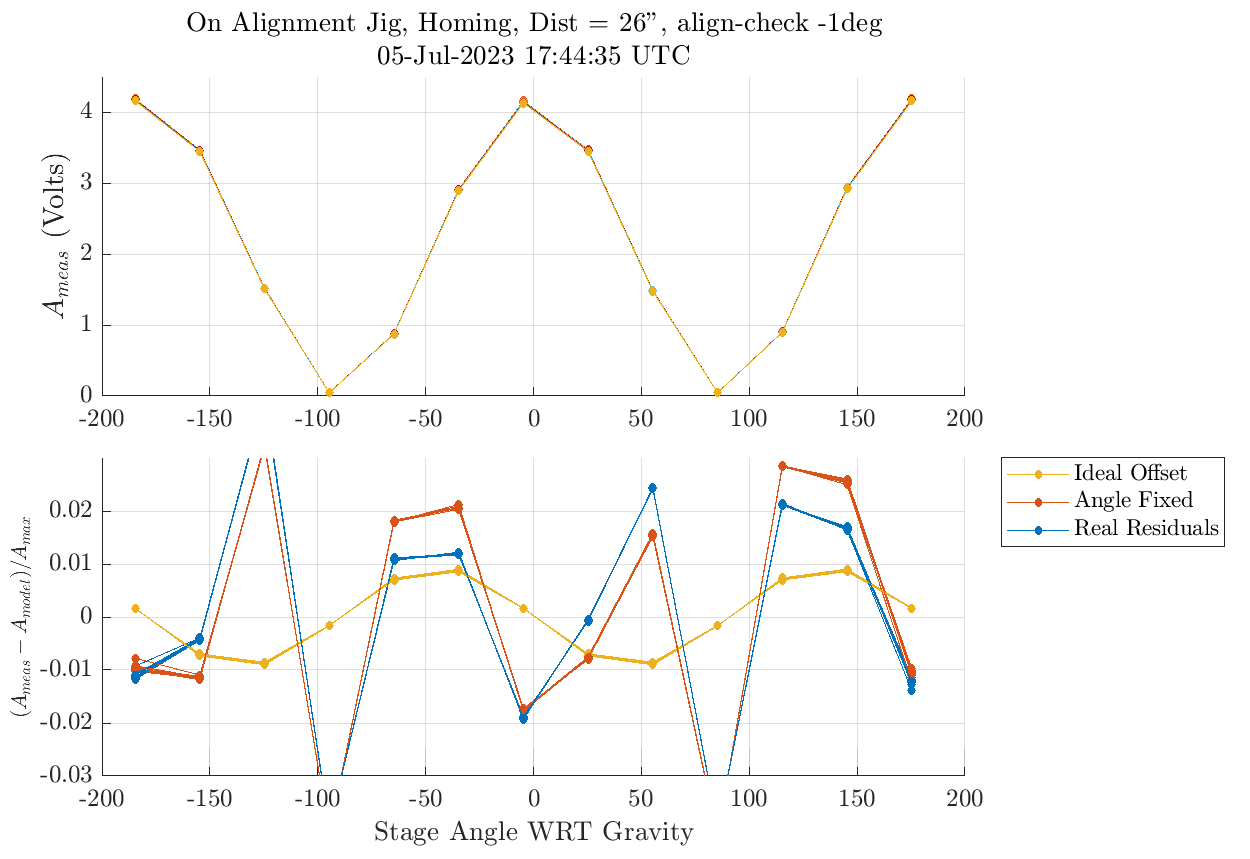 On Alignment Jig, Homing, Dist = 26”, align-check -1deg
05-Jul-2023 17:44:35 UTC
A_meas (Volts)
4
3
2
1
0
-200 -150 -100 -50 0 50 100 150 200
(A_meas − A_model)/A_max
0.02
0.01
0
-0.01
-0.02
-0.03
-200 -150 -100 -50 0 50 100 150 200
Stage Angle WRT Gravity
Ideal Offset
Angle Fixed
Real Residuals